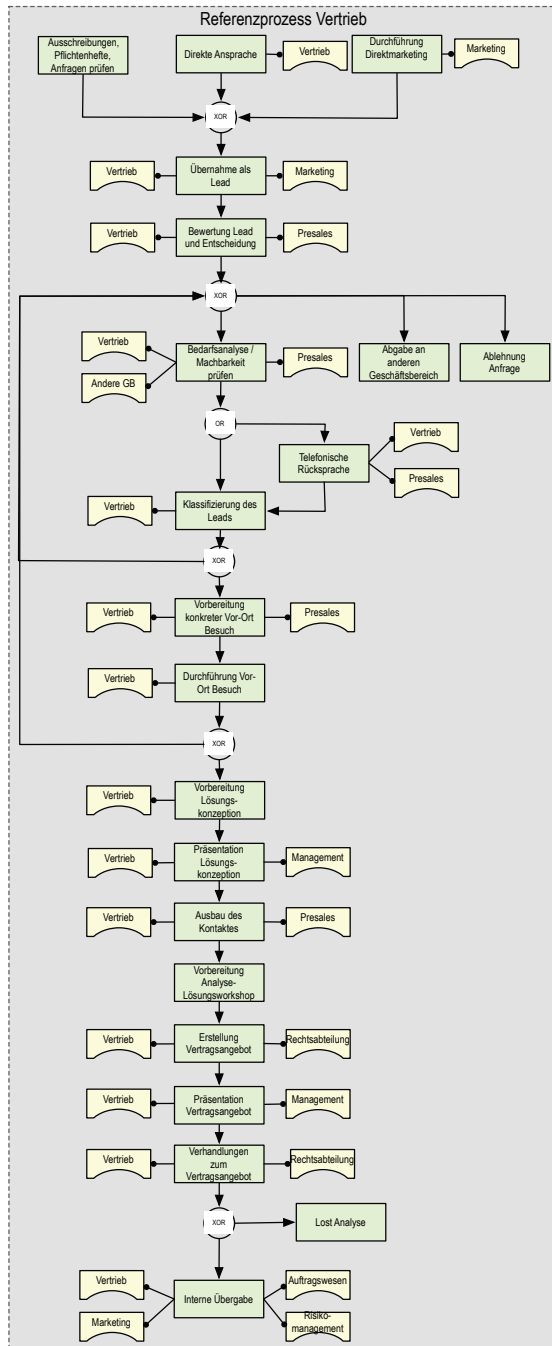 Referenzprozess Vertrieb
Ausschreibungen,
Pflichtenhefte,
Anfragen prüfen
Direkte Ansprache
Vertrieb
Durchführung
Direktmarketing
Marketing
XOR
Vertrieb
Übernahme als
Lead
Marketing
Vertrieb
Bewertung Lead
und Entscheidung
Presales
XOR
Vertrieb
Andere GB
Bedarfsanalyse /
Machbarkeit
prüfen
Presales
Abgabe an
anderen
Geschäftsbereich
Ablehnung
Anfrage
OR
Telefonische
Rücksprache
Vertrieb
Presales
Vertrieb
Klassifizierung des
Leads
XOR
Vertrieb
Vorbereitung
konkreter Vor-Ort
Besuch
Presales
Vertrieb
Durchführung Vor-
Ort Besuch
XOR
Vertrieb
Vorbereitung
Lösungs-
konzeption
Vertrieb
Präsentation
Lösungs-
konzeption
Management
Vertrieb
Ausbau des
Kontaktes
Presales
Vorbereitung
Analyse-
Lösungsworkshop
Vertrieb
Erstellung
Vertragsangebot
Rechtsabteilung
Vertrieb
Präsentation
Vertragsangebot
Management
Vertrieb
Verhandlungen
zum
Vertragsangebot
Rechtsabteilung
XOR
Lost Analyse
Vertrieb
Marketing
Interne Übergabe
Auftragswesen
Risiko-
management